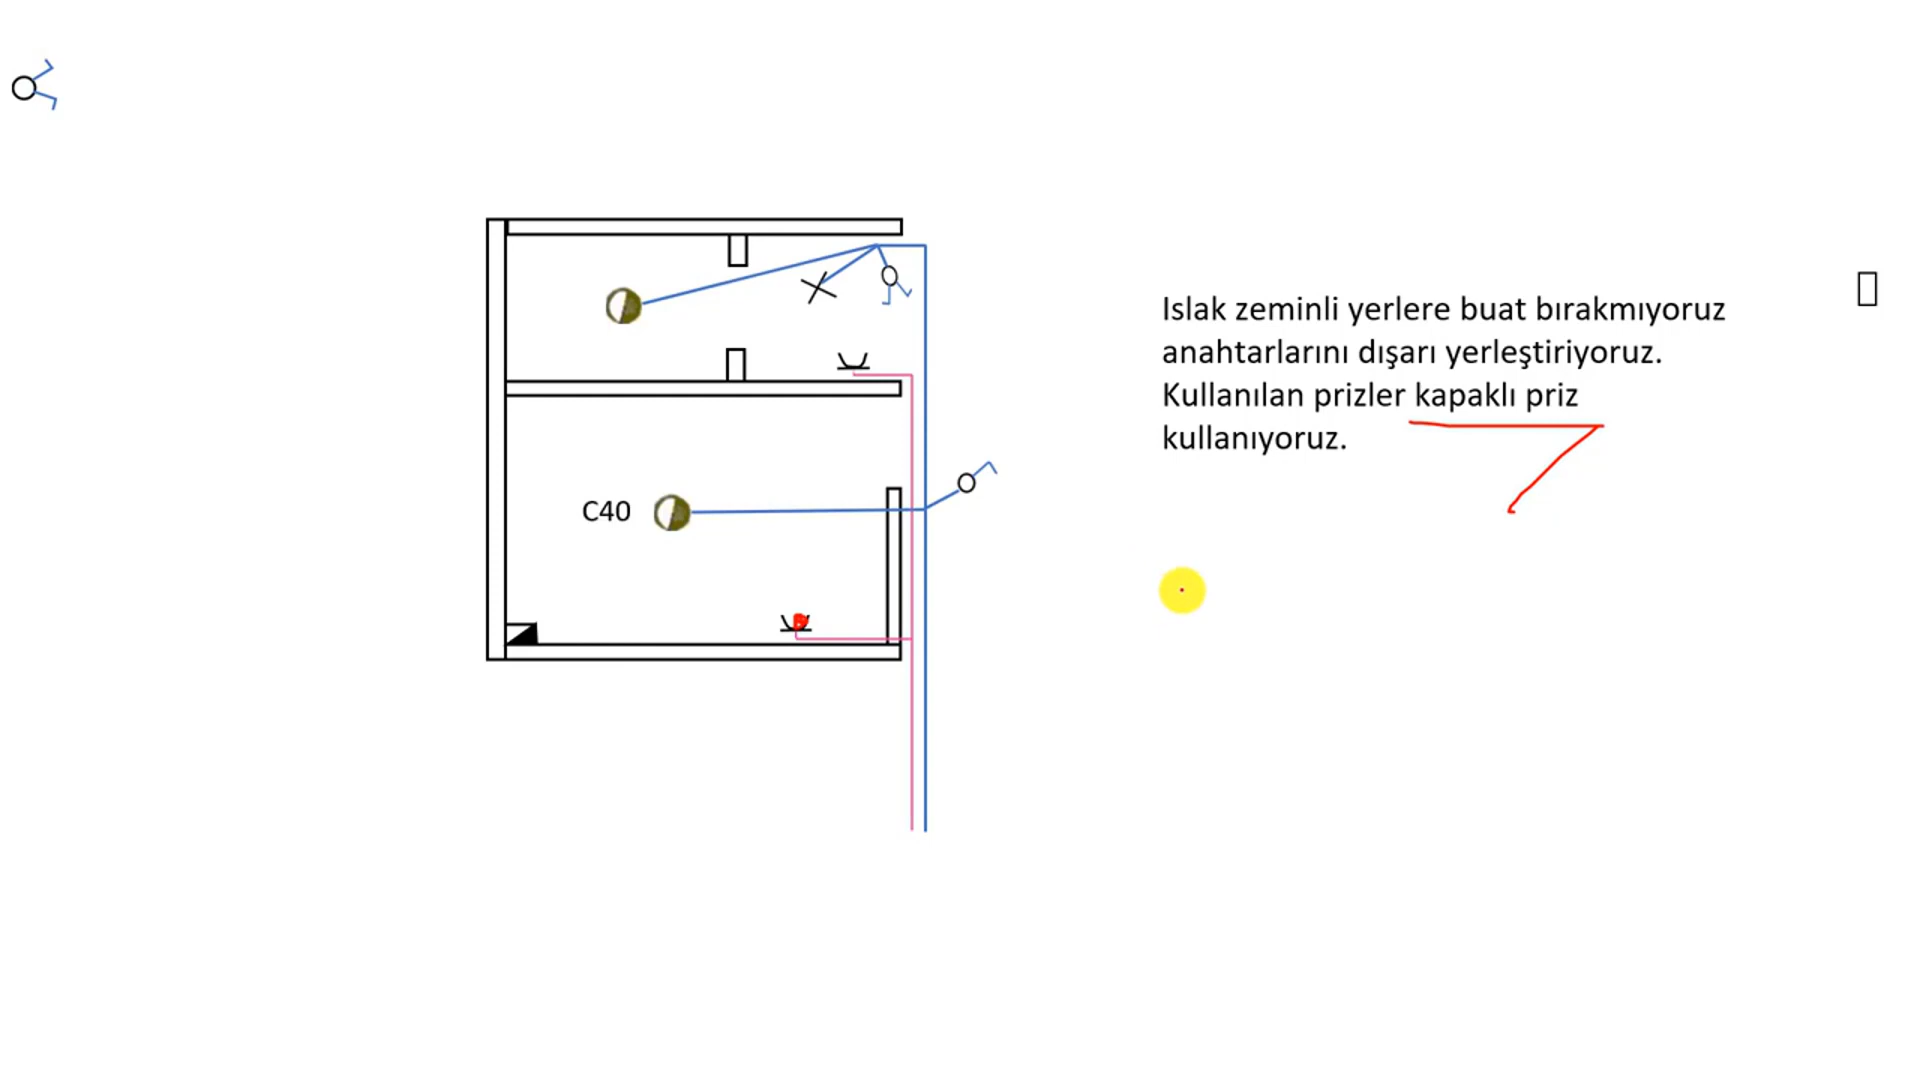 Islak zeminli yerlere buat bırakmıyoruz
anahtarlarını dışarı yerleştiriyoruz.
Kullanılan prizler kapaklı priz
kullanıyoruz.
C40